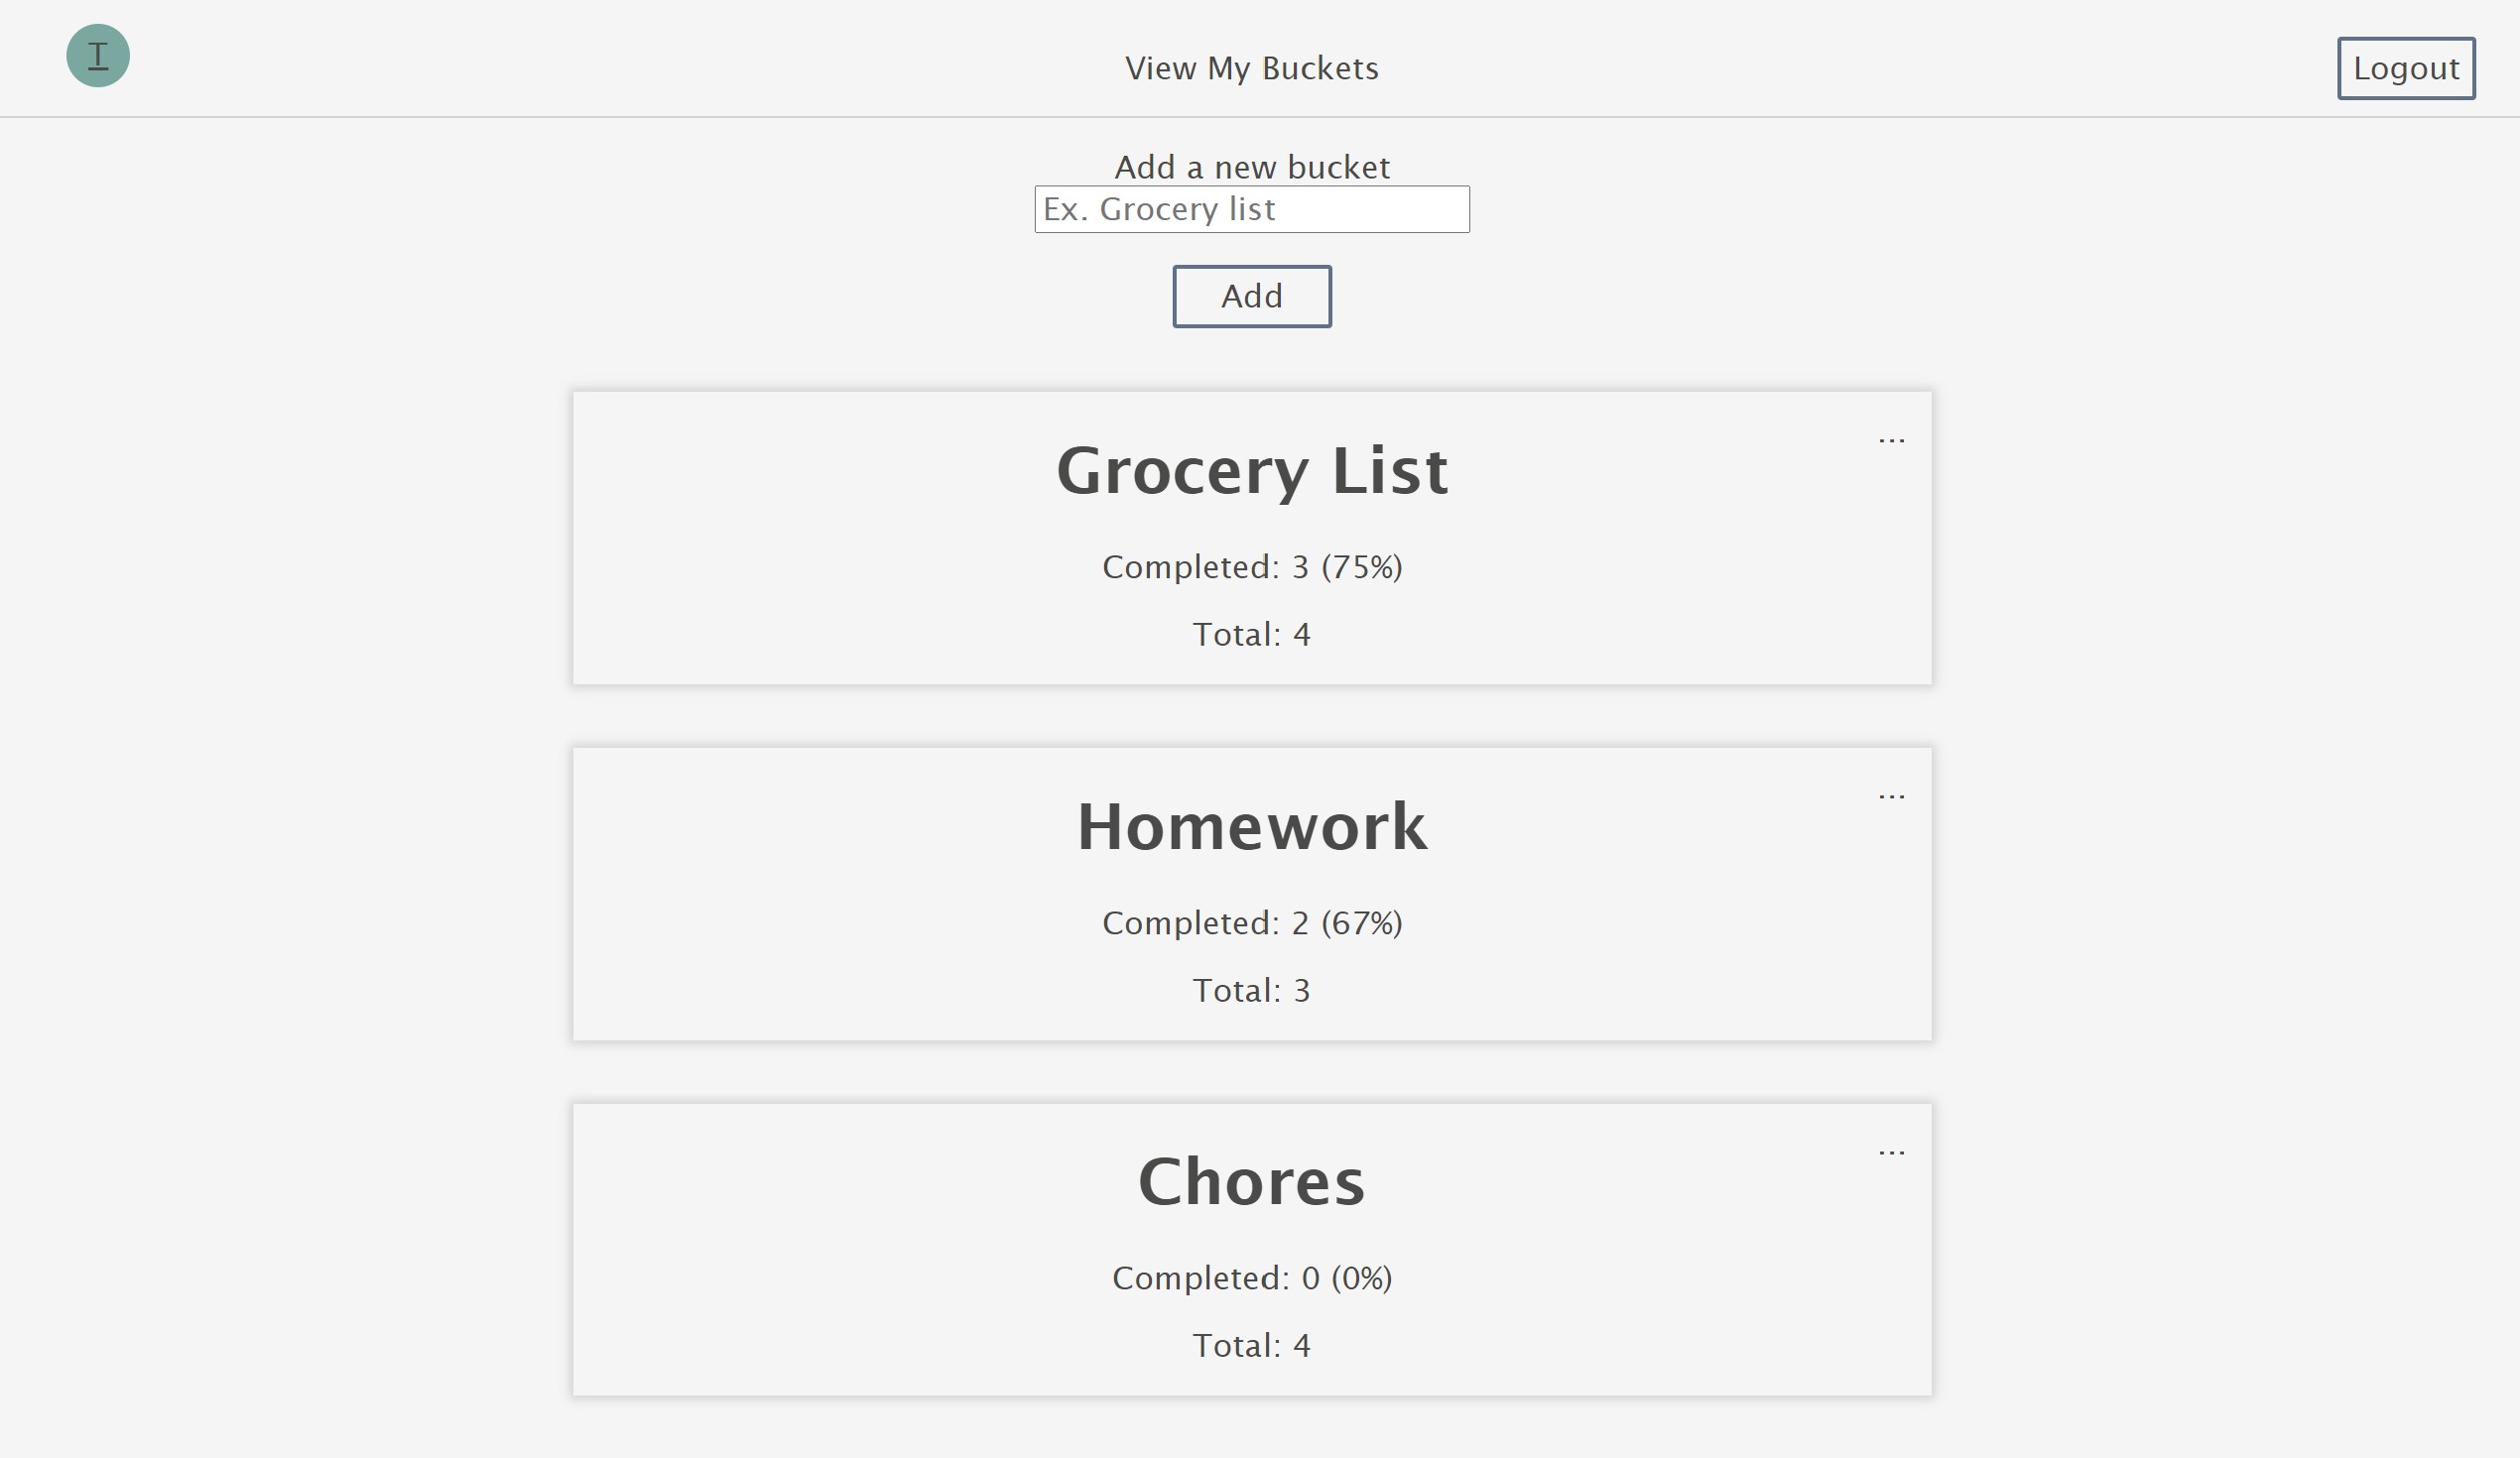 T
View My Buckets
Logout
Add a new bucket
Ex. Grocery list
Add
...
Grocery List
Completed: 3 (75%)
Total: 4
...
Homework
Completed: 2 (67%)
Total: 3
...
Chores
Completed: 0 (0%)
Total: 4